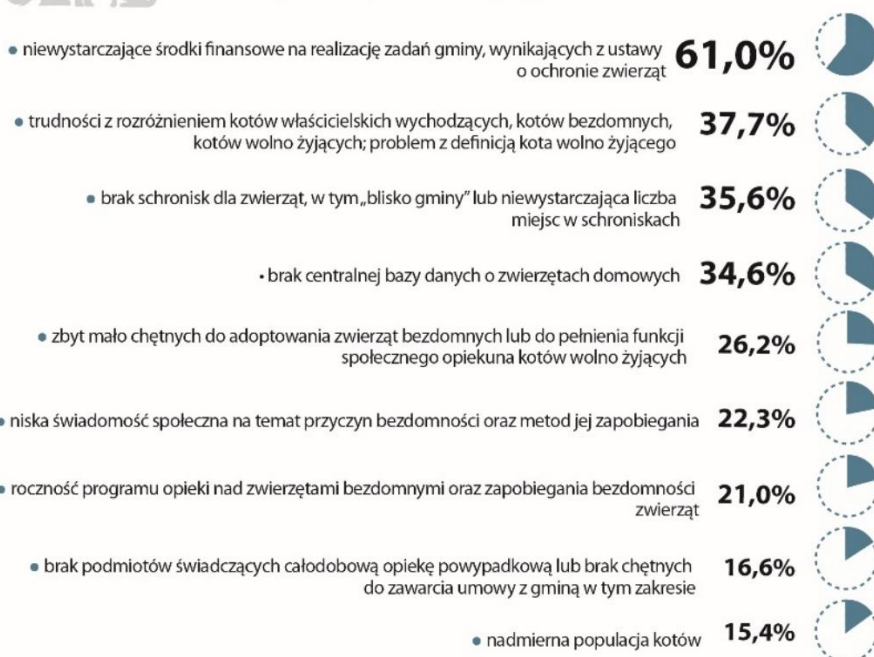 • niewystarczające środki finansowe na realizację zadań gminy, wynikających z ustawy
o ochronie zwierząt
61,0%
• trudności z rozróżnieniem kotów właścicielskich wychodzących, kotów bezdomnych,
kotów wolno żyjących; problem z definicją kota wolno żyjącego
37,7%
• brak schronisk dla zwierząt, w tym „blisko gminy” lub niewystarczająca liczba
miejsc w schroniskach
35,6%
• brak centralnej bazy danych o zwierzętach domowych
34,6%
• zbyt mało chętnych do adoptowania zwierząt bezdomnych lub do pełnienia funkcji
społecznego opiekuna kotów wolno żyjących
26,2%
• niska świadomość społeczna na temat przyczyn bezdomności oraz metod jej zapobiegania
22,3%
• roczność programu opieki nad zwierzętami bezdomnymi oraz zapobiegania bezdomności
zwierząt
21,0%
• brak podmiotów świadczących całodobową opiekę powypadkową lub brak chętnych
do zawarcia umowy z gminą w tym zakresie
16,6%
• nadmierna populacja kotów
15,4%